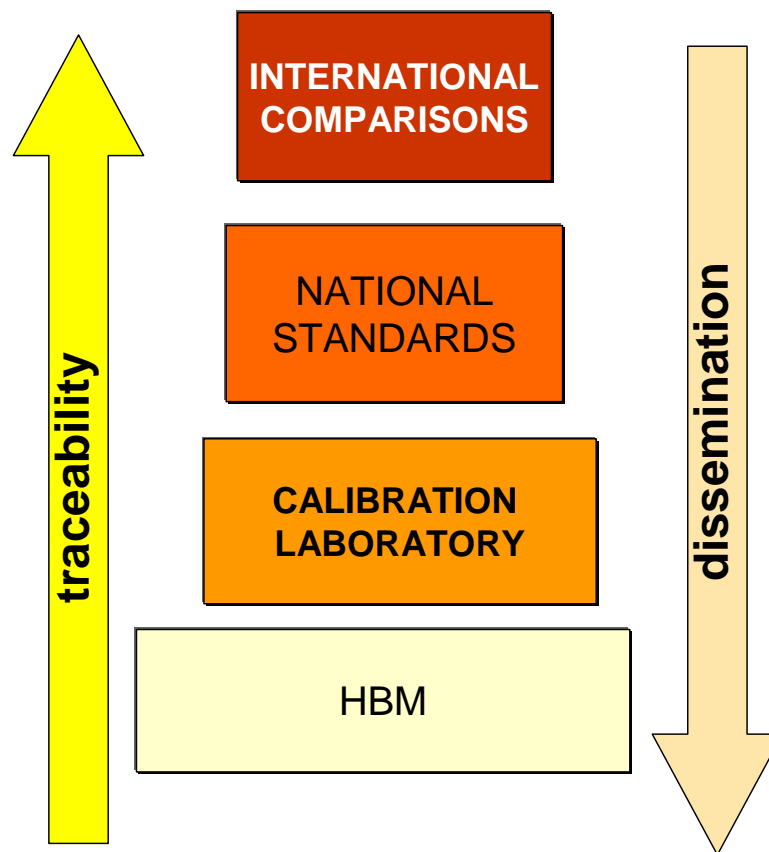 INTERNATIONAL
COMPARISONS
NATIONAL
STANDARDS
CALIBRATION
LABORATORY
HBM
traceability
dissemination